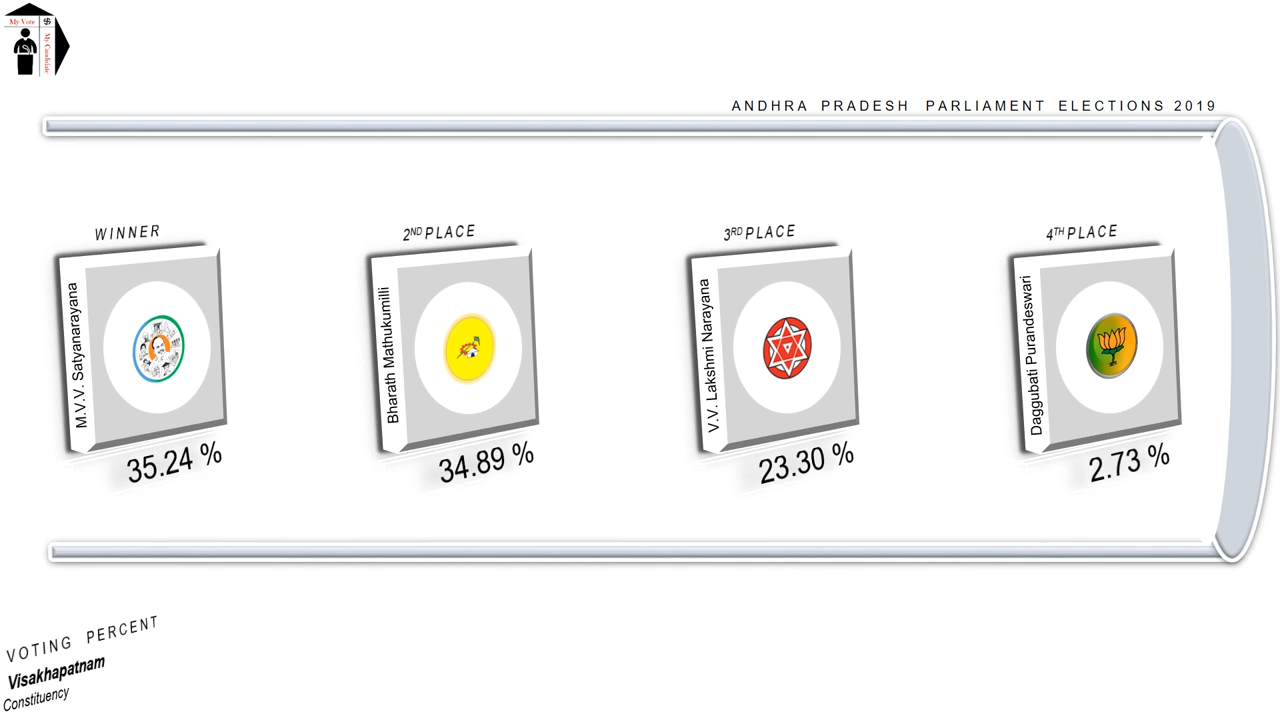 My Vote
My Candidate
ANDHRA PRADESH PARLIAMENT ELECTIONS 2019
WINNER
2ND PLACE
3RD PLACE
4TH PLACE
M.V.V. Satyanarayana
Bharath Mathukumilli
V.V. Lakshmi Narayana
Daggubati Purandeswari
35.24 %
34.89 %
23.30 %
2.73 %
VOTING PERCENT
Visakhapatnam
Constituency